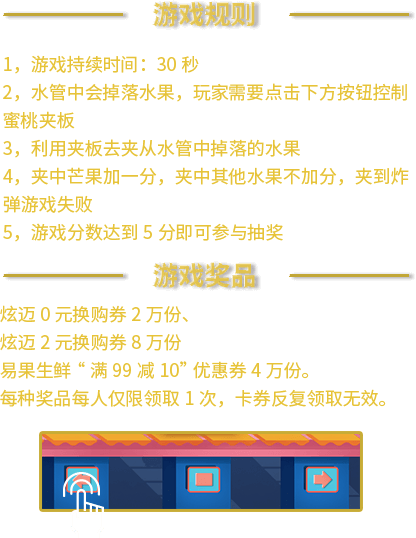 游戏规则
1，游戏持续时间：30 秒
2，水管中会掉落水果，玩家需要点击下方按钮控制
蜜桃夹板
3，利用夹板去夹从水管中掉落的水果
4，夹中芒果加一分，夹中其他水果不加分，夹到炸
弹游戏失败
5，游戏分数达到 5 分即可参与抽奖
游戏奖品
炫迈 0 元换购券 2 万份、
炫迈 2 元换购券 8 万份
易果生鲜 “ 满 99 减 10” 优惠券 4 万份。
每种奖品每人仅限领取 1 次，卡券反复领取无效。